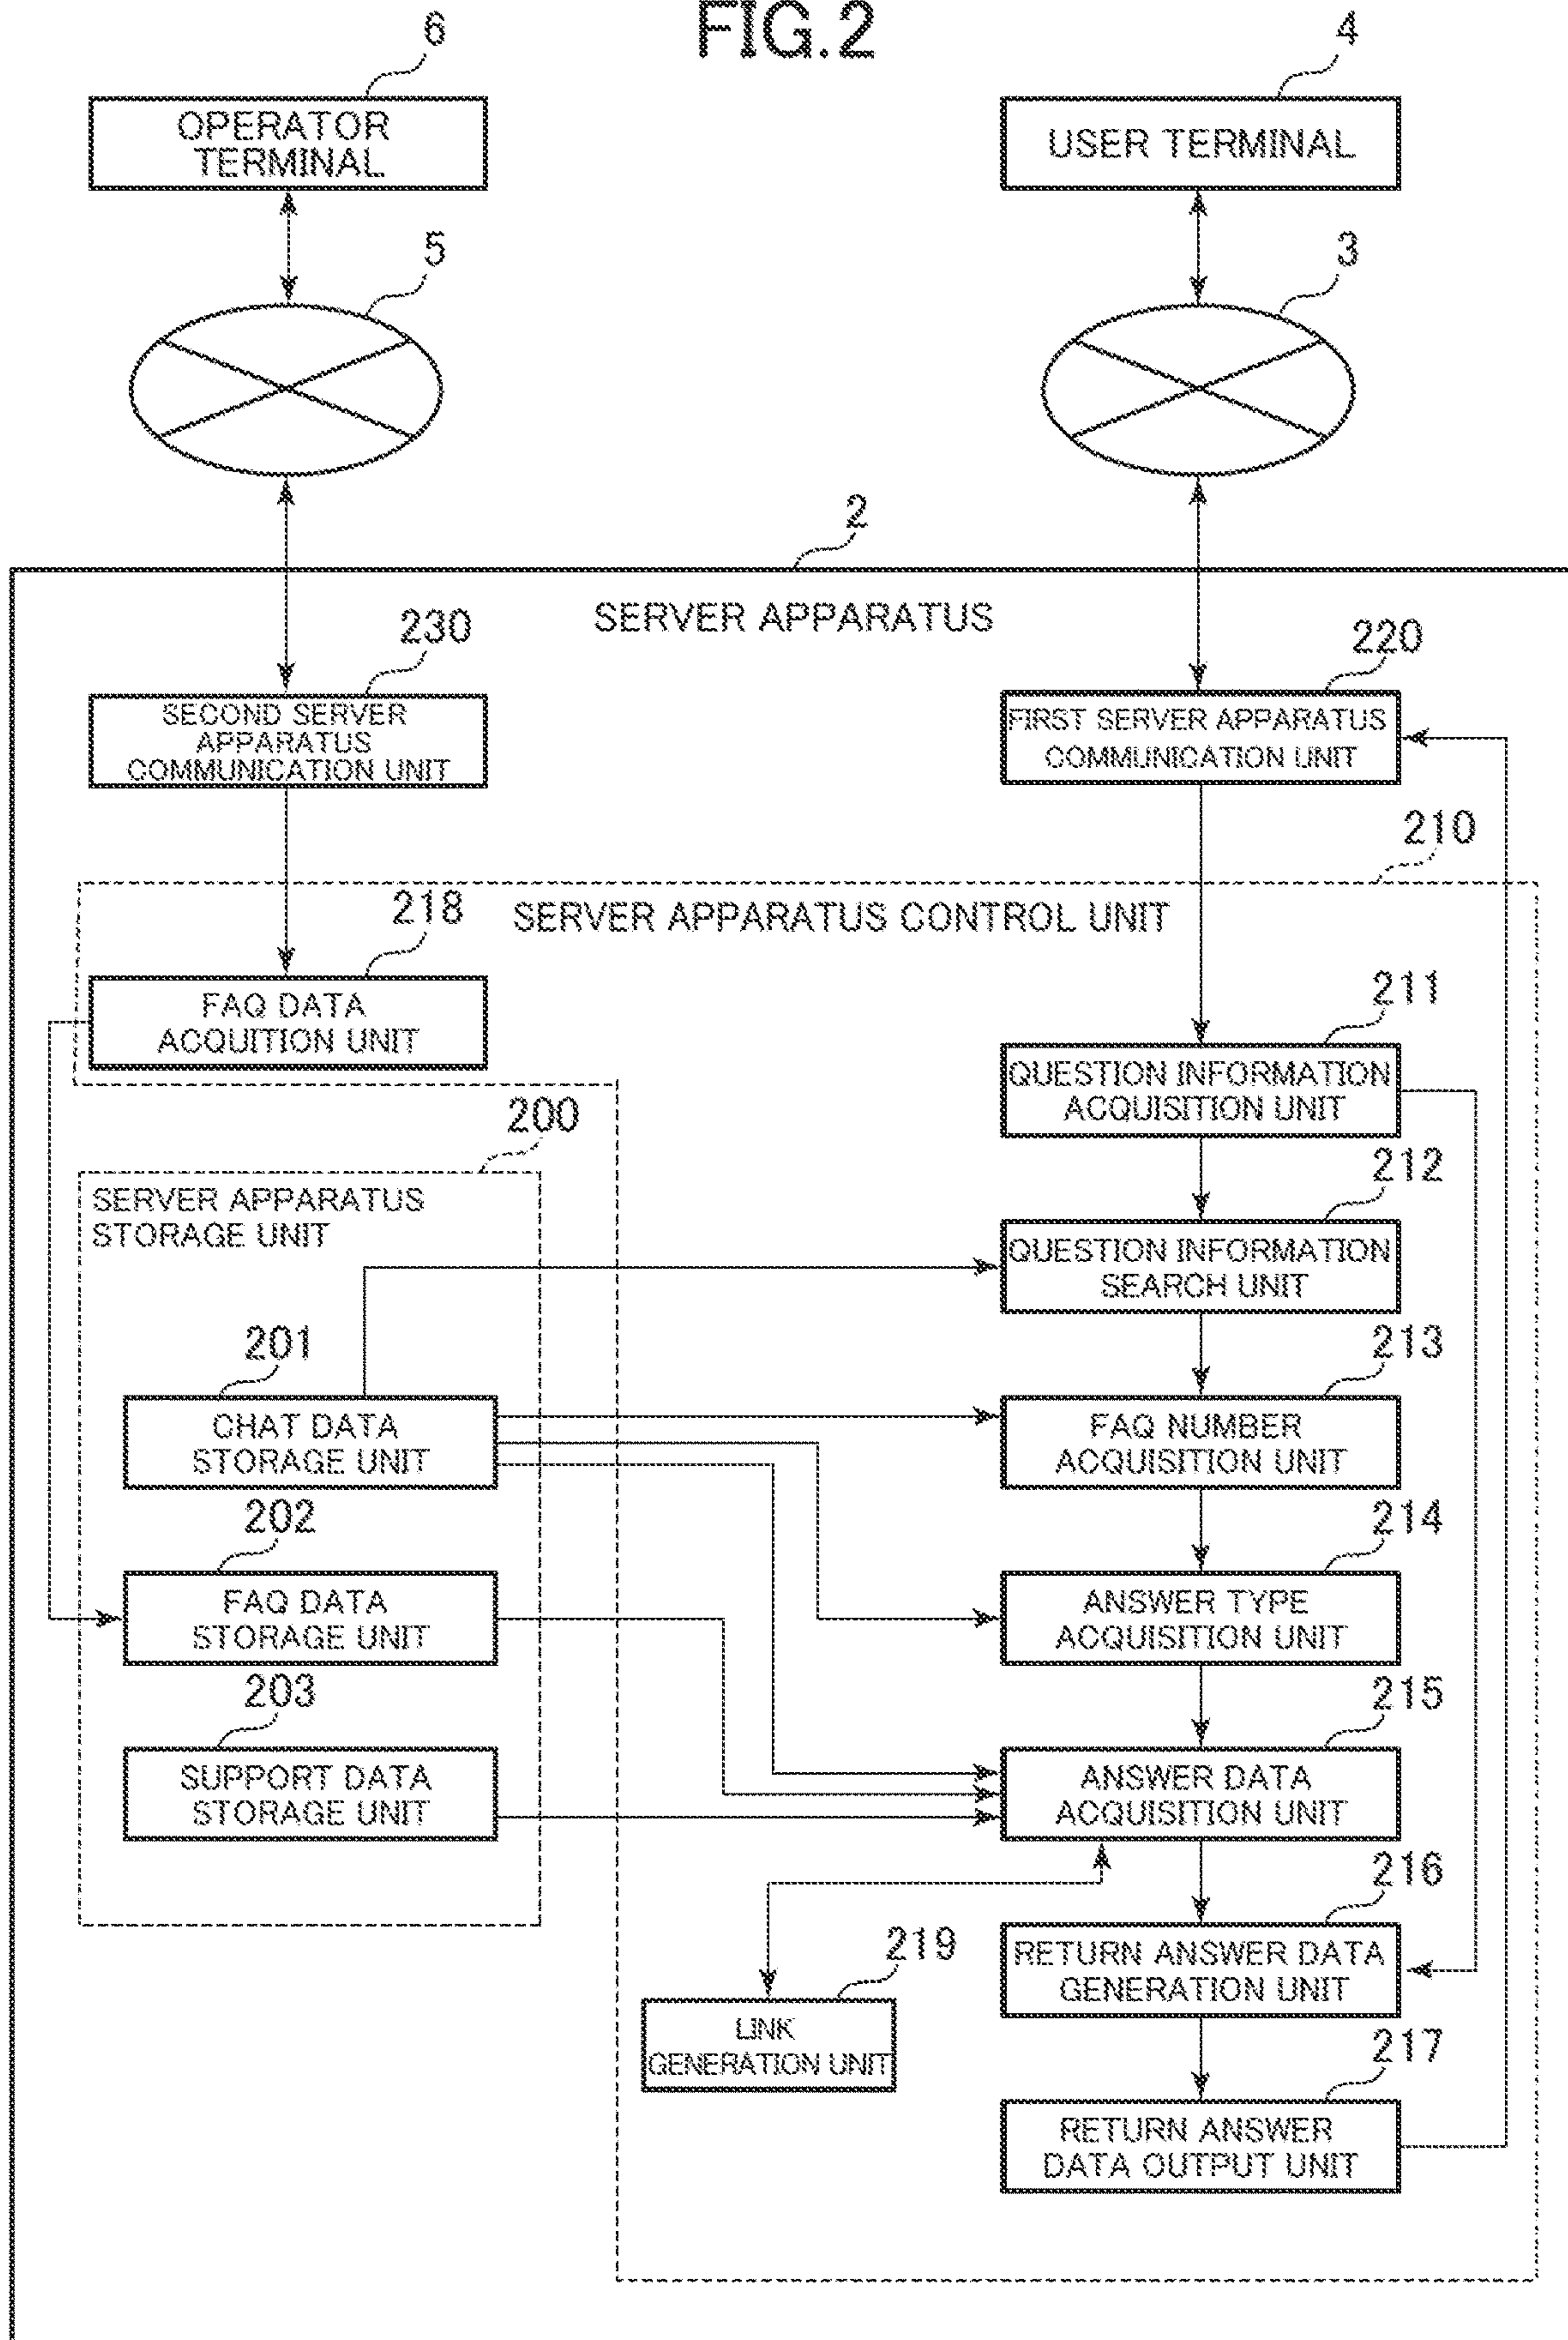 FIG.2
6
4
OPERATOR
TERMINAL
USER TERMINAL
5
3
2
SERVER APPARATUS
230
220
SECOND SERVER
APPARATUS
COMMUNICATION UNIT
FIRST SERVER APPARATUS
COMMUNICATION UNIT
210
218
SERVER APPARATUS CONTROL UNIT
FAQ DATA
ACQUITION UNIT
211
QUESTION INFORMATION
ACQUISITION UNIT
200
SERVER APPARATUS
STORAGE UNIT
212
QUESTION INFORMATION
SEARCH UNIT
201
CHAT DATA
STORAGE UNIT
213
FAQ NUMBER
ACQUISITION UNIT
202
FAQ DATA
STORAGE UNIT
214
ANSWER TYPE
ACQUISITION UNIT
203
SUPPORT DATA
STORAGE UNIT
215
ANSWER DATA
ACQUISITION UNIT
216
RETURN ANSWER DATA
GENERATION UNIT
219
LINK
GENERATION UNIT
217
RETURN ANSWER
DATA OUTPUT UNIT